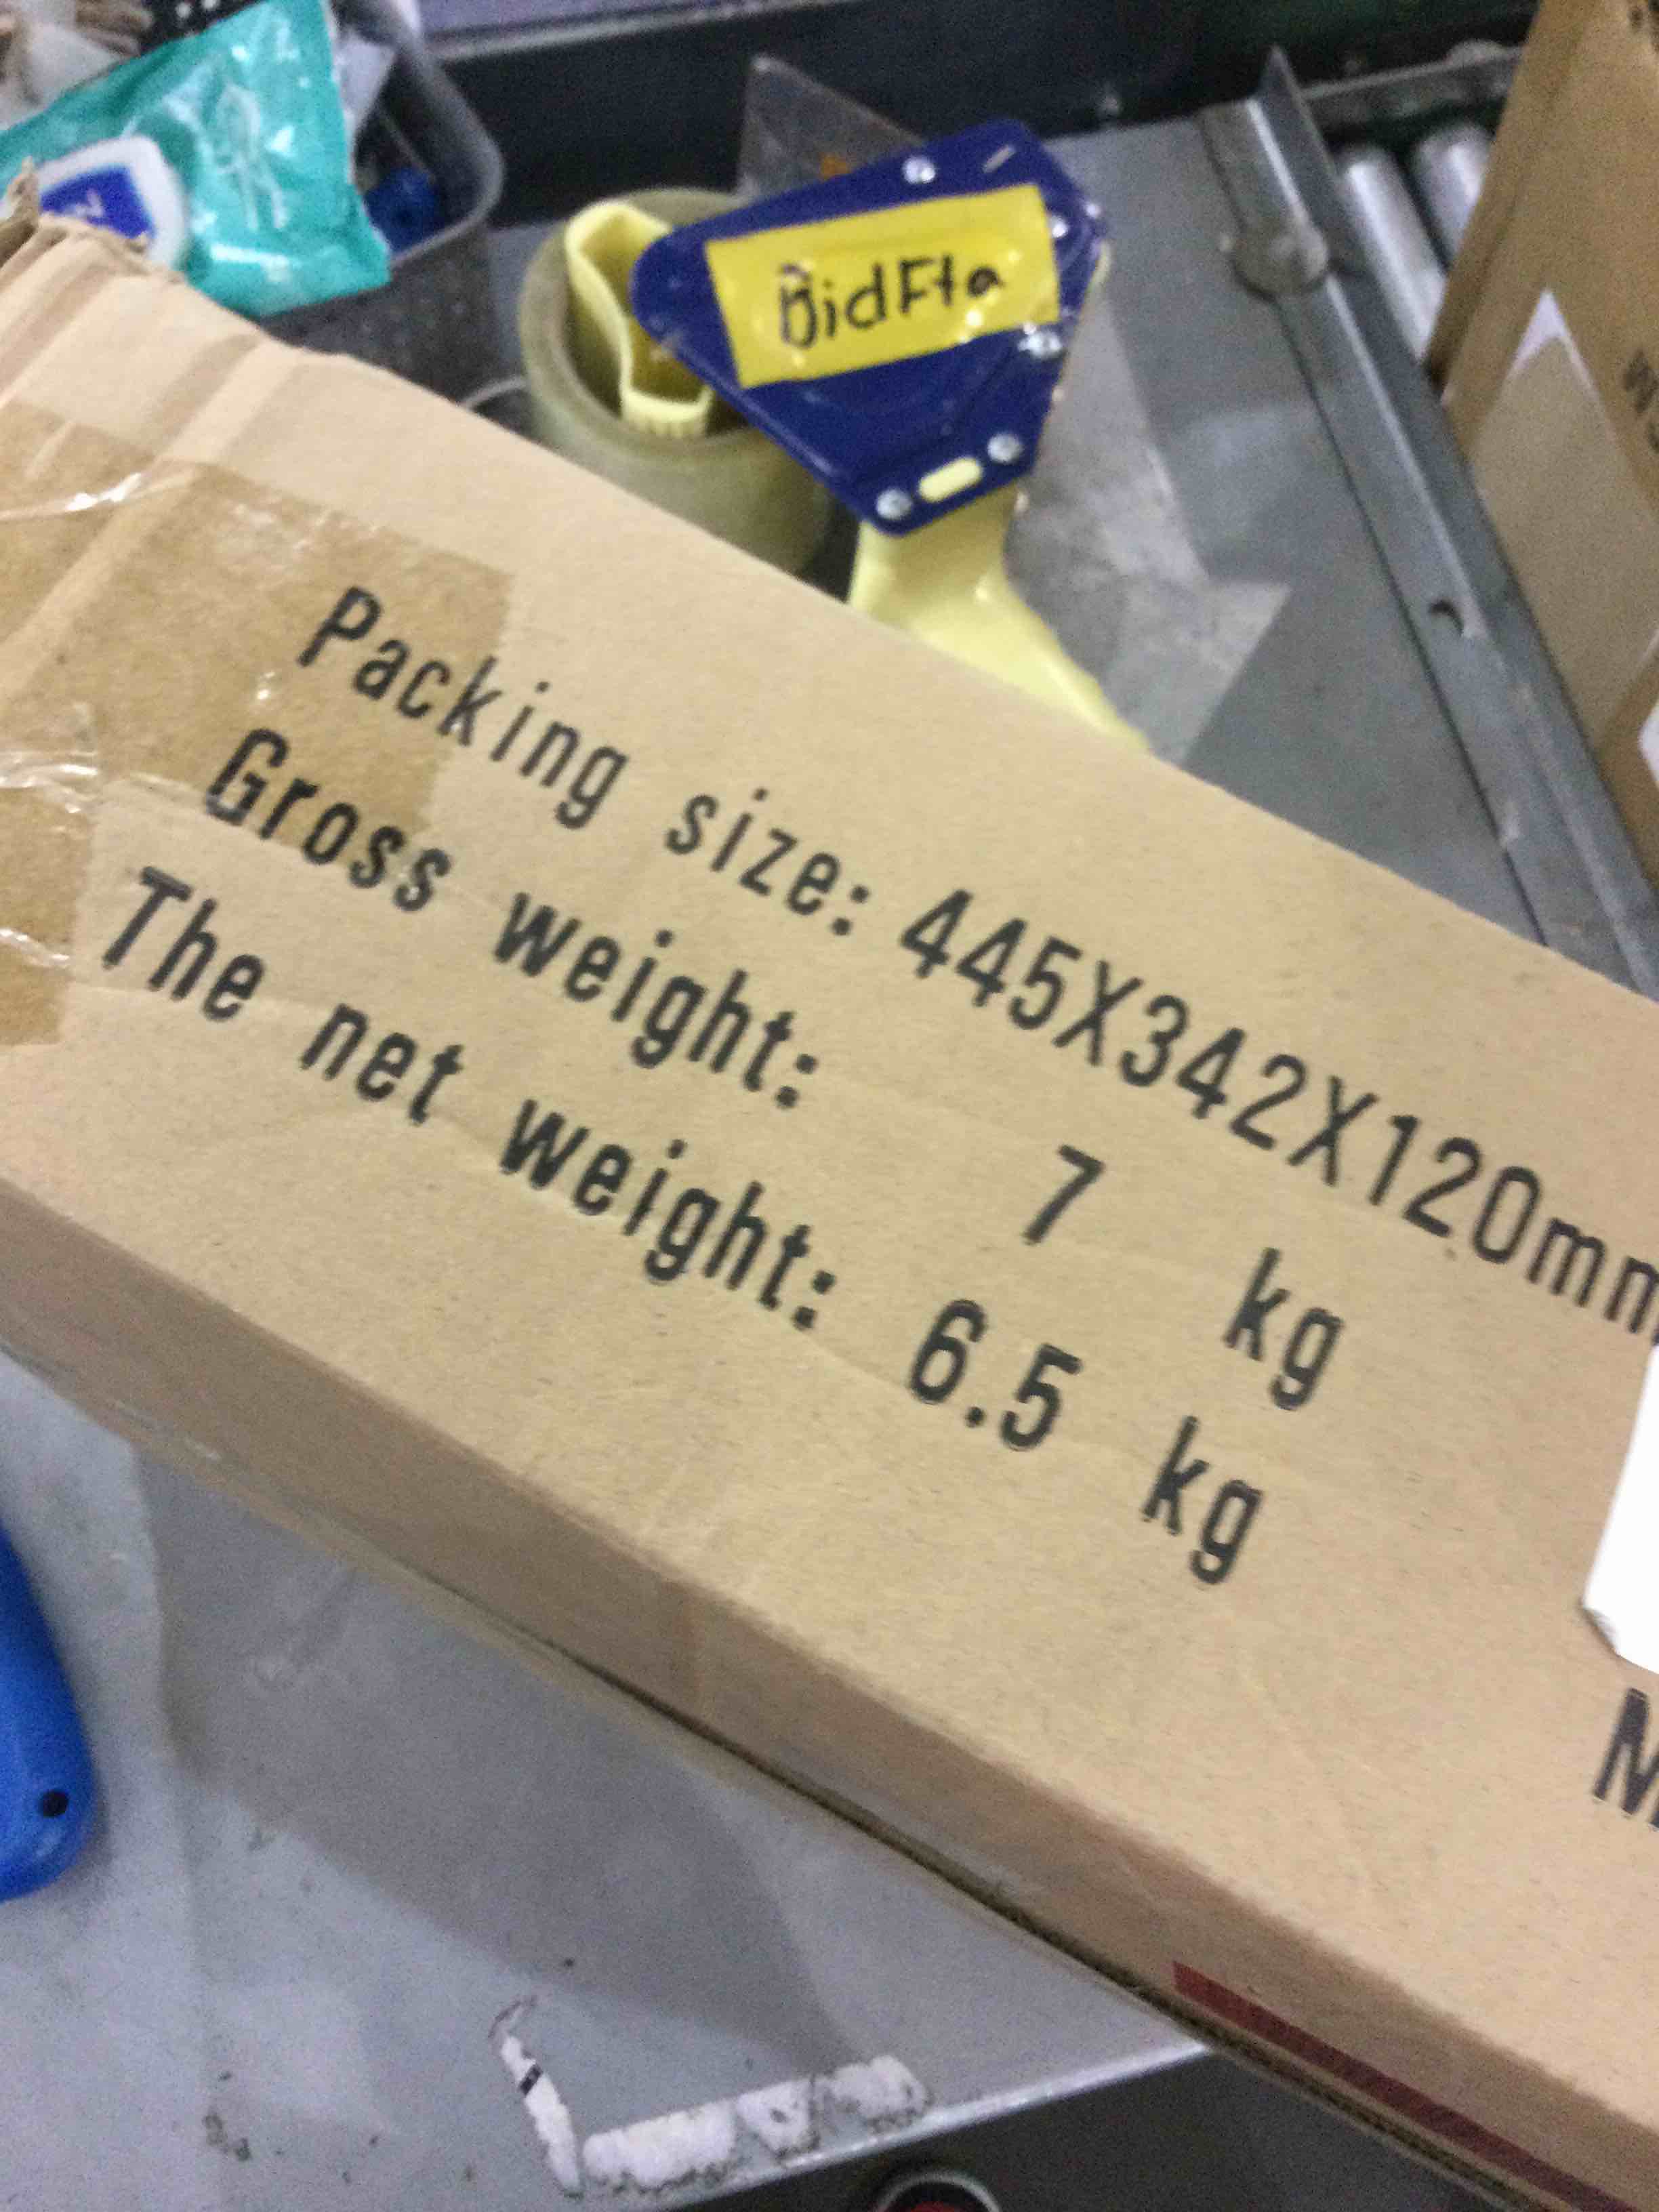 BidFta
Packing size: 445X342X120mm
Gross weight: 7 kg
The net weight: 6.5 kg